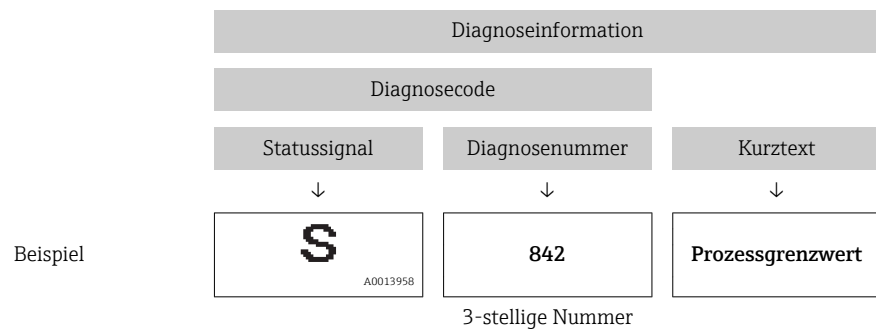 Diagnoseinformation
Diagnosecode
Statussignal Diagnosenummer Kurztext
↓ ↓ ↓
Beispiel S 842 Prozessgrenzwert
A0013958
3-stellige Nummer